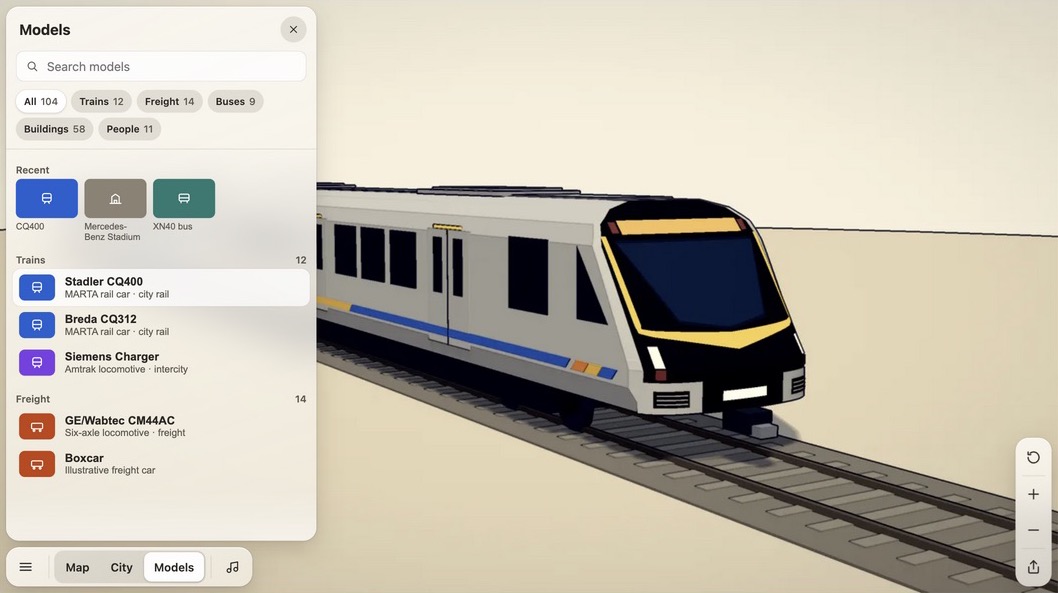 Models
Search models
All 104
Trains 12
Freight 14
Buses 9
Buildings 58
People 11
Recent
CQ400
Mercedes-
Benz Stadium
XN40 bus
Trains 12
Stadler CQ400
MARTA rail car · city rail
Breda CQ312
MARTA rail car · city rail
Siemens Charger
Amtrak locomotive · intercity
Freight 14
GE/Wabtec CM44AC
Six-axle locomotive · freight
Boxcar
Illustrative freight car
Map City Models